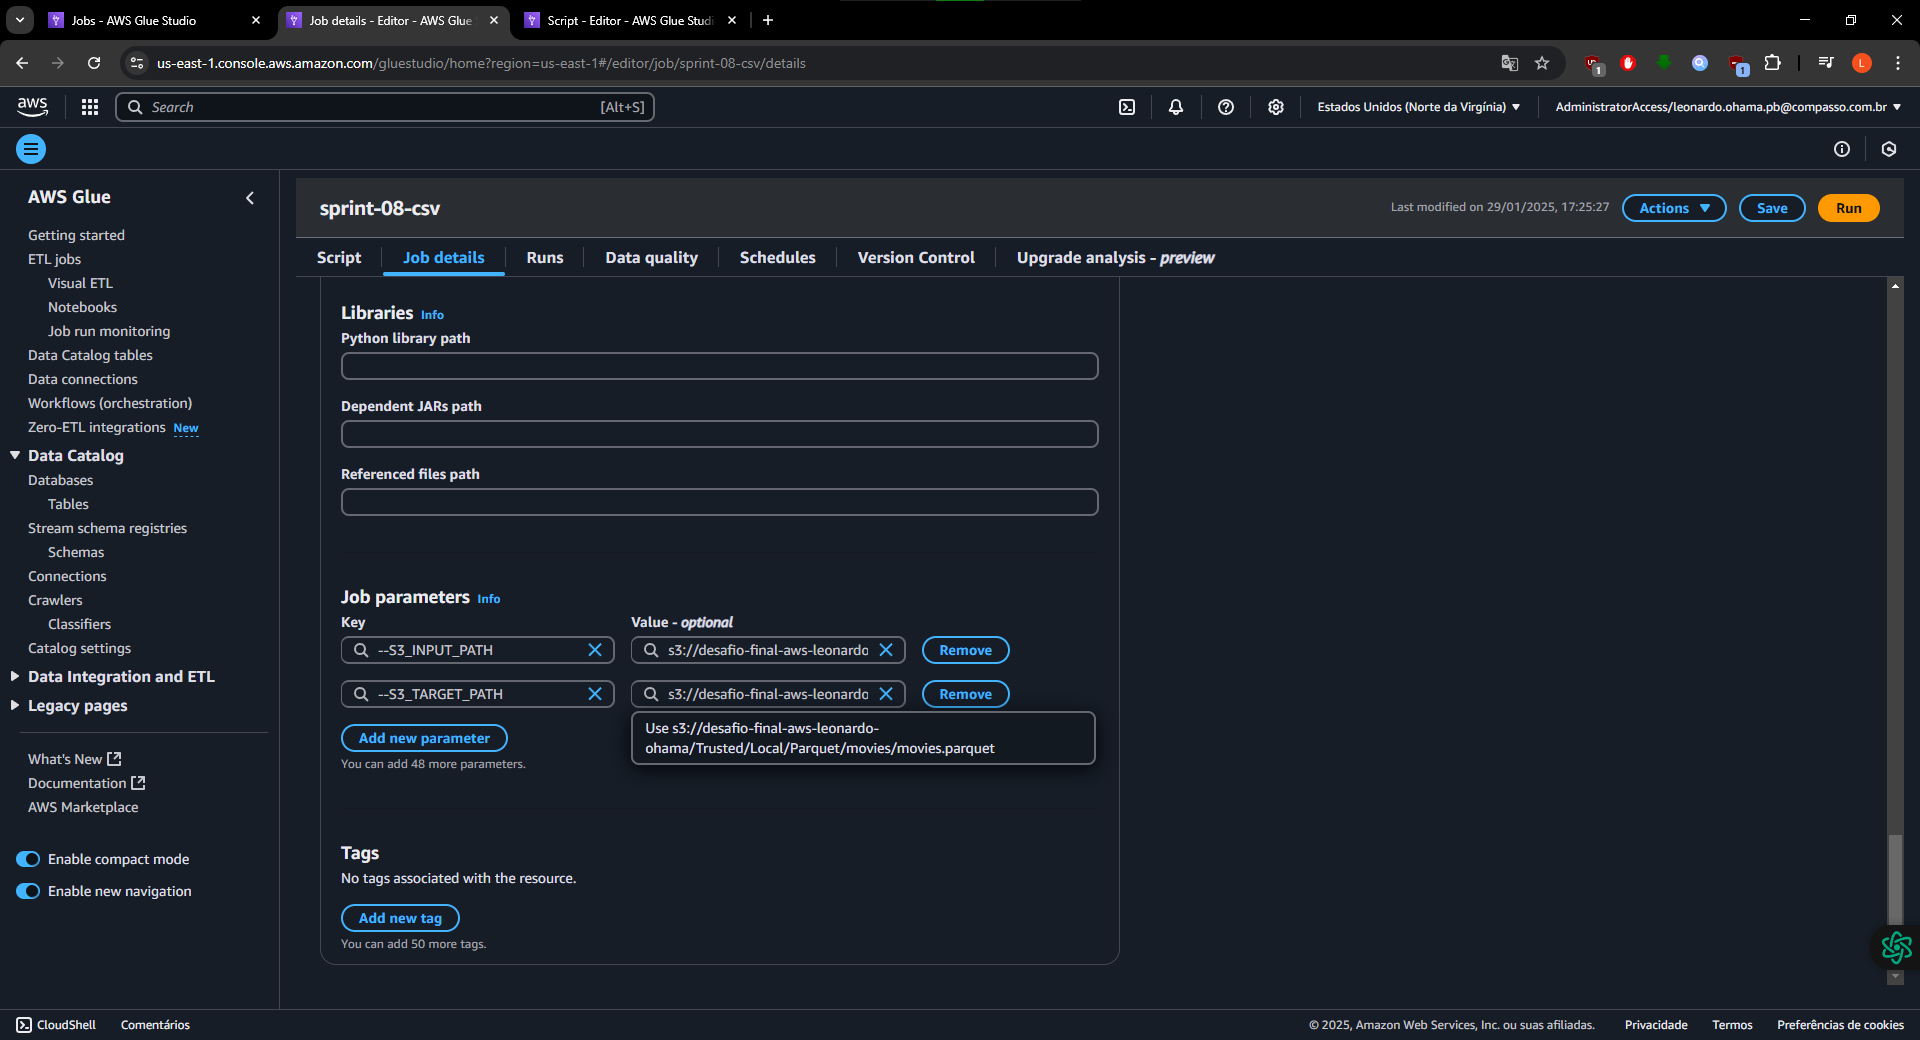 Jobs - AWS Glue Studio
Job details - Editor - AWS Glue
Script - Editor - AWS Glue Stud
us-east-1.console.aws.amazon.com/gluestudio/home?region=us-east-1#/editor/job/sprint-08-csv/details
1
1
L
aws
Search
[Alt+S]
Estados Unidos (Norte da Virgínia)
AdministratorAccess/leonardo.ohama.pb@compasso.com.br
AWS Glue
Getting started
ETL jobs
Visual ETL
Notebooks
Job run monitoring
Data Catalog tables
Data connections
Workflows (orchestration)
Zero-ETL integrations New
Data Catalog
Databases
Tables
Stream schema registries
Schemas
Connections
Crawlers
Classifiers
Catalog settings
Data Integration and ETL
Legacy pages
What's New
Documentation
AWS Marketplace
Enable compact mode
Enable new navigation
sprint-08-csv
Last modified on 29/01/2025, 17:25:27
Actions
Save
Run
Script
Job details
Runs
Data quality
Schedules
Version Control
Upgrade analysis - preview
Libraries Info
Python library path
Dependent JARs path
Referenced files path
Job parameters Info
Key
Value - optional
--S3_INPUT_PATH
s3://desafio-final-aws-leonardo
Remove
--S3_TARGET_PATH
s3://desafio-final-aws-leonardo
Remove
Use s3://desafio-final-aws-leonardo-
ohama/Trusted/Local/Parquet/movies/movies.parquet
Add new parameter
You can add 48 more parameters.
Tags
No tags associated with the resource.
Add new tag
You can add 50 more tags.
CloudShell
Comentários
© 2025, Amazon Web Services, Inc. ou suas afiliadas.
Privacidade
Termos
Preferências de cookies